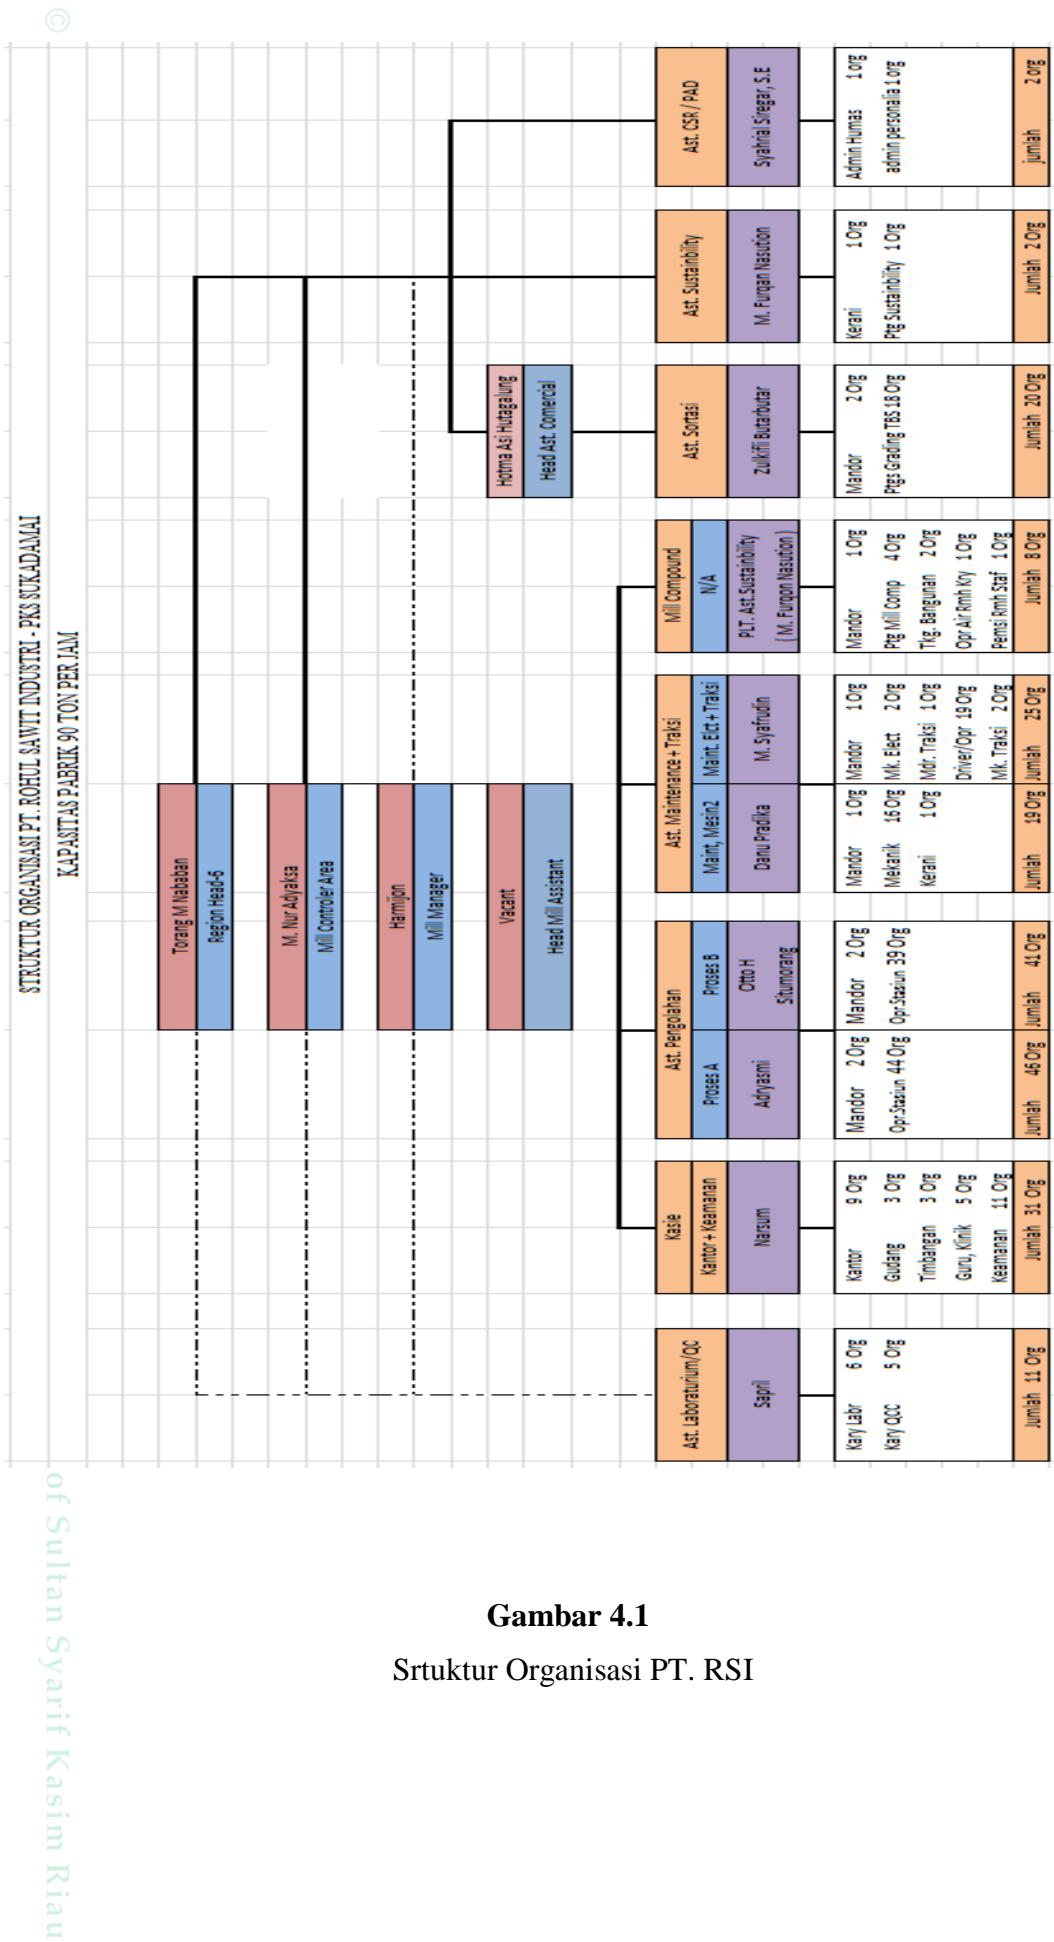 ©
STRUKTUR ORGANISASI PT. ROHUL SAWIT INDUSTRI - PKS SUKADAMAI
KAPASITAS PABRIK 90 TON PER JAM
Torang M Nababan
Region Head-6
M. Nur Adyaksa
Mill Controler Area
Harmijon
Mill Manager
Vacant
Head Mill Assistant
Hotma Asi Hutagalung
Head Ast. Comercial
Ast. Laboraturium/QC
Sapril
Kary Labr 6 Org
Kary QCC 5 Org
Jumlah 11 Org
Kasie
Kantor + Keamanan
Narsum
Kantor 9 Org
Gudang 3 Org
Timbangan 3 Org
Guru, Klinik 5 Org
Keamanan 11 Org
Jumlah 31 Org
Ast. Pengolahan
Proses A
Adryasmi
Mandor 2 Org
Opr.Stasiun 44 Org
Jumlah 46 Org
Proses B
Otto H
Situmorang
Mandor 2 Org
Opr.Stasiun 39 Org
Jumlah 41 Org
Ast. Maintenance + Traksi
Maint, Mesin2
Danu Pradika
Mandor 1 Org
Mekanik 16 Org
Kerani 1 Org
Jumlah 19 Org
Maint. Elct + Traksi
M. Syafrudin
Mandor 1 Org
Mk. Elect 2 Org
Mdr. Traksi 1 Org
Driver/Opr 19 Org
Mk. Traksi 2 Org
Jumlah 25 Org
Mill Compound
N/A
PLT. Ast.Sustainbility
( M. Furqon Nasution )
Mandor 1 Org
Ptg Mill Comp 4 Org
Tkg. Bangunan 2 Org
Opr Air Rmh Kry 1 Org
Pemsi Rmh Staf 1 Org
Jumlah 8 Org
Ast. Sortasi
Zulkifli Butarbutar
Mandor 2 Org
Ptgs Grading TBS 18 Org
Jumlah 20 Org
Ast. Sustainbility
M. Furqan Nasution
Kerani 1 Org
Ptg Sustainbility 1 Org
Jumlah 2 Org
Ast. CSR / PAD
Syahrial Siregar, S.E
Admin Humas 1 org
admin personalia 1 org
jumlah 2 org
of Sultan Syarif Kasim Riau
Gambar 4.1
Srtuktur Organisasi PT. RSI